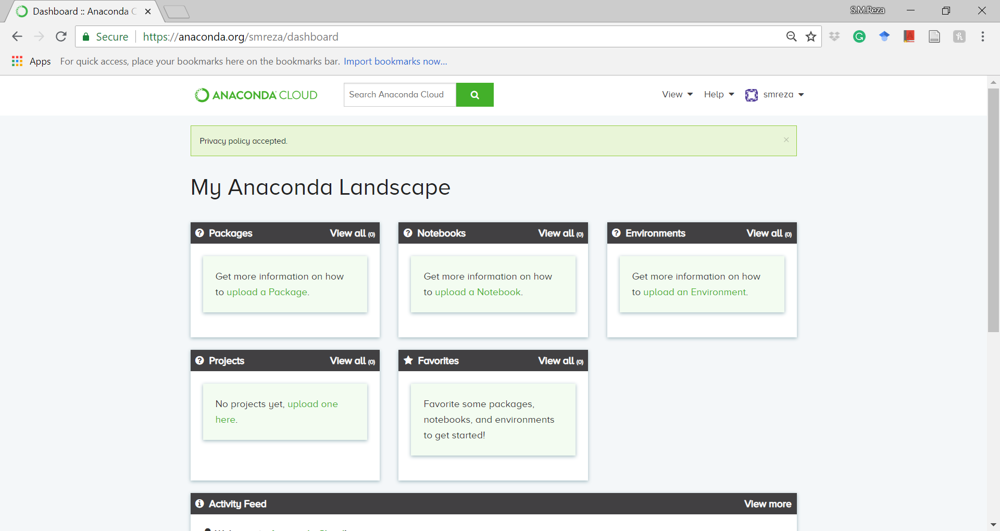 Dashboard :: Anaconda C
S.M.Reza
Secure
https://anaconda.org/smreza/dashboard
Apps
For quick access, place your bookmarks here on the bookmarks bar. Import bookmarks now...
ANACONDA CLOUD
Search Anaconda Cloud
View
Help
smreza
Privacy policy accepted.
My Anaconda Landscape
Packages View all (0)
Get more information on how
to upload a Package.
Notebooks View all (0)
Get more information on how
to upload a Notebook.
Environments View all (0)
Get more information on how
to upload an Environment.
Projects View all (0)
No projects yet, upload one
here.
Favorites View all (0)
Favorite some packages,
notebooks, and environments
to get started!
Activity Feed View more